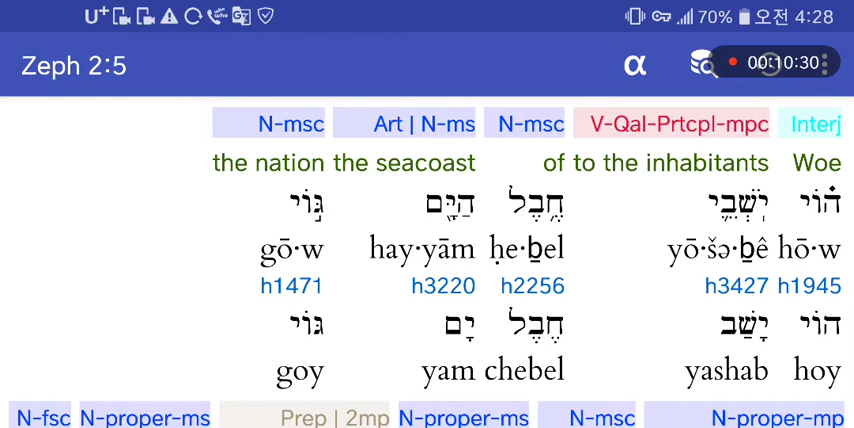 U+ 70% 오전 4:28
Zeph 2:5 α 00:10:30
Interj V-Qal-Prtcpl-mpc N-msc Art | N-ms N-msc
Woe to the inhabitants of the seacoast the nation
ה֗וֹי יֹֽשְׁבֵ֛י חֶ֥בֶל הַיָּ֖ם גּ֣וֹי
hō·w yō·šə·ḇê ḥe·ḇel hay·yām gō·w
h1945 h3427 h2256 h3220 h1471
הוֹי יָשַׁב חֶבֶל יָם גּוֹי
hoy yashab chebel yam goy
N-proper-mp N-msc N-proper-ms Prep | 2mp N-proper-ms N-fsc